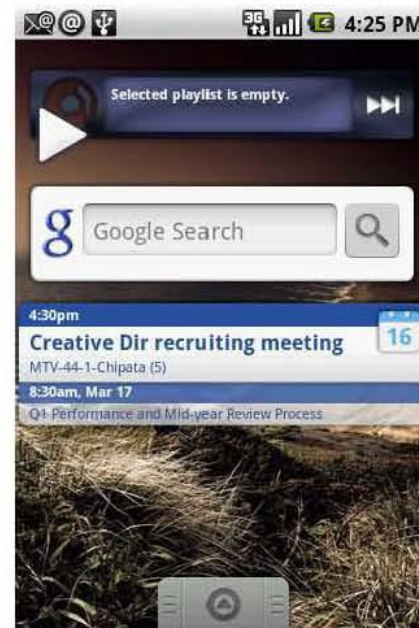 3G 4:25 PM
Selected playlist is empty.
g Google Search
4:30pm
Creative Dir recruiting meeting
16
MTV-44-1-Chipata (5)
8:30am, Mar 17
Q1 Performance and Mid-year Review Process